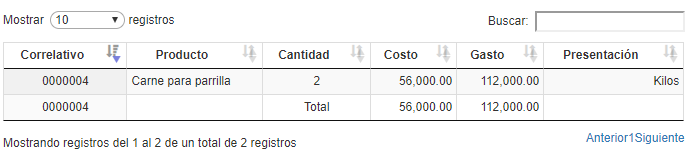 Mostrar 10 registros Buscar:
Correlativo Producto Cantidad Costo Gasto Presentación
0000004 Carne para parrilla 2 56,000.00 112,000.00 Kilos
0000004 Total 56,000.00 112,000.00
Mostrando registros del 1 al 2 de un total de 2 registros Anterior1Siguiente